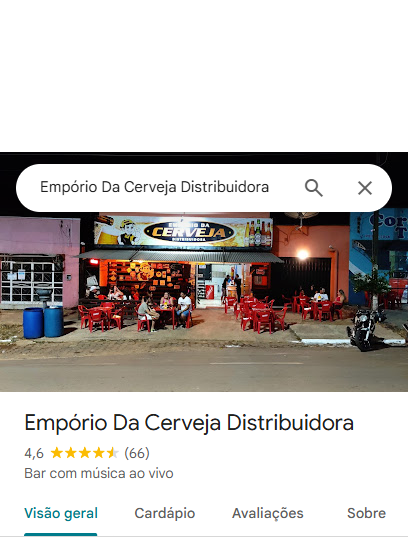 Empório Da Cerveja Distribuidora
EMPÓRIO DA
CERVEJA
DISTRIBUIDORA
Empório Da Cerveja Distribuidora
4,6 (66)
Bar com música ao vivo
Visão geral Cardápio Avaliações Sobre